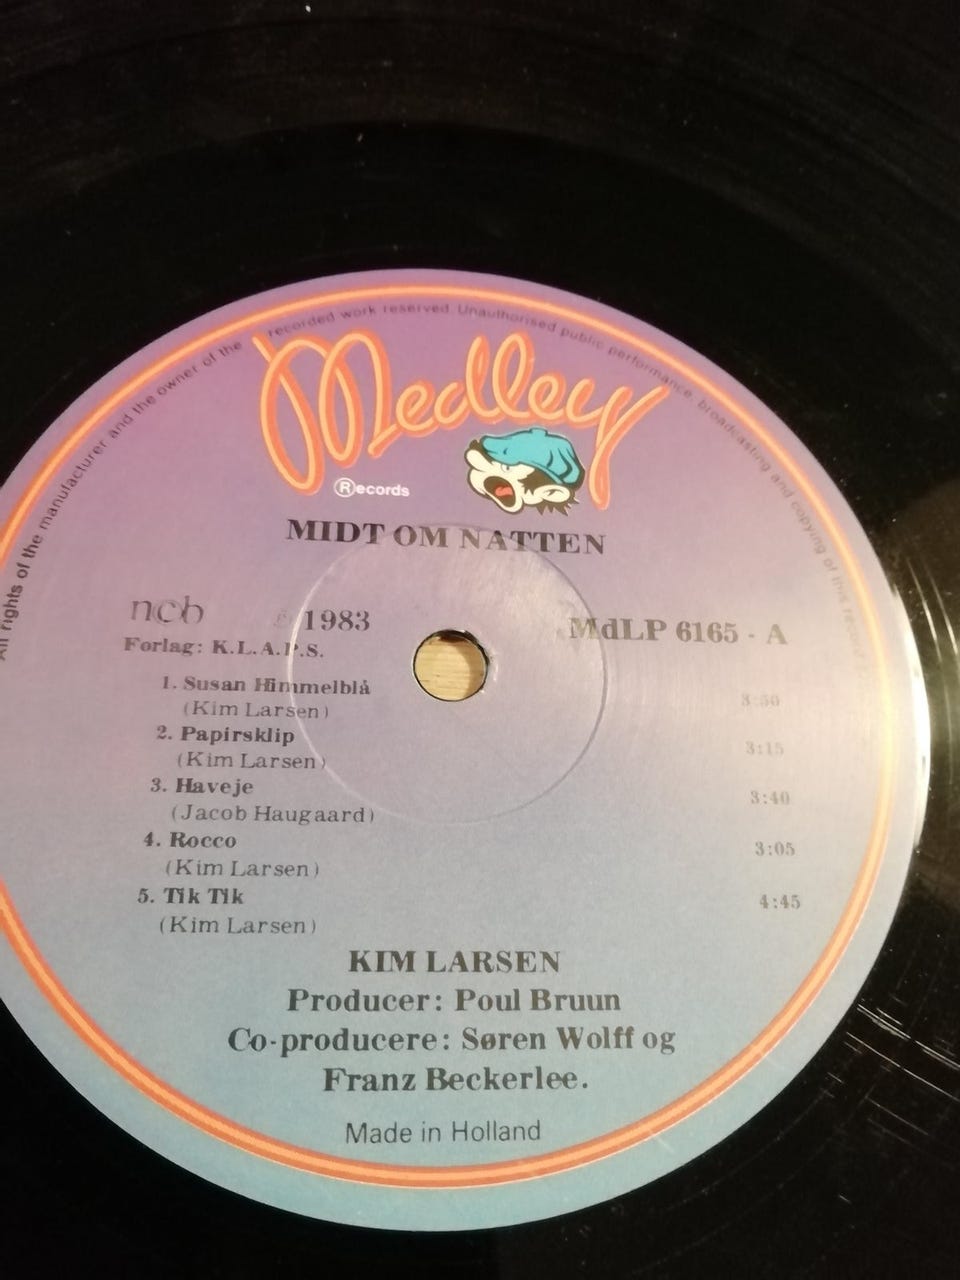 All rights of the manufacturer and the owner of the recorded work reserved. Unauthorised public performance, broadcasting and copying of this record
Medley
Records
MIDT OM NATTEN
ncb
1983
MdLP 6165 - A
Forlag: K.L.A.P.S.
1. Susan Himmelblå
(Kim Larsen)
2. Papirsklip 3:15
(Kim Larsen)
3. Haveje 3:40
(Jacob Haugaard)
4. Rocco 3:05
(Kim Larsen)
5. Tik Tik 4:45
(Kim Larsen)
KIM LARSEN
Producer: Poul Bruun
Co-producere: Søren Wolff og
Franz Beckerlee.
Made in Holland